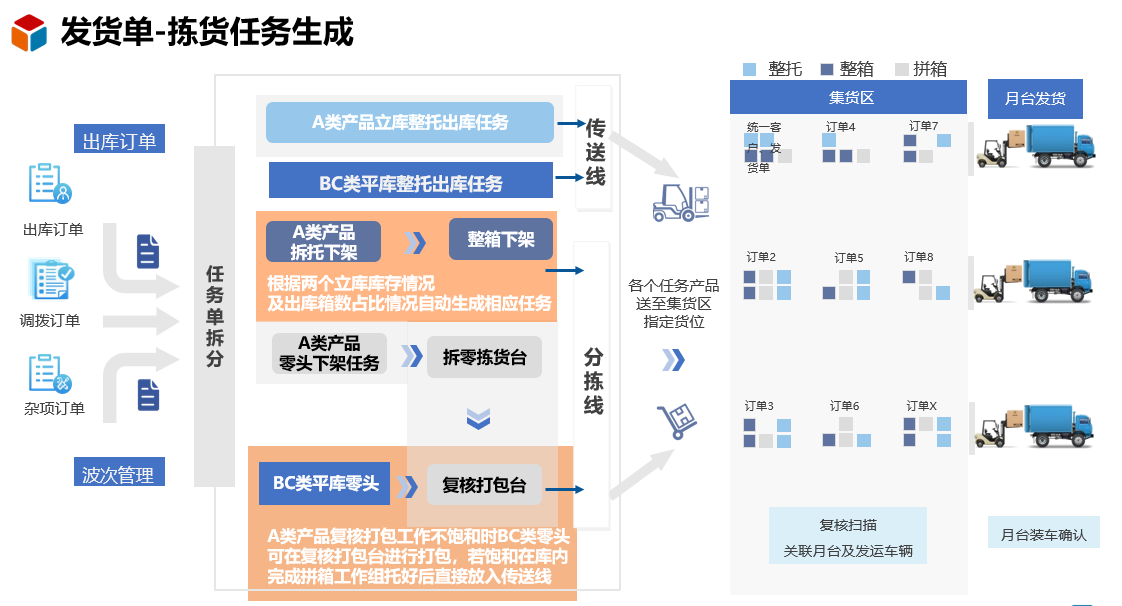 发货单-拣货任务生成
出库订单
出库订单
调拨订单
杂项订单
波次管理
任务单拆分
A类产品立库整托出库任务
BC类平库整托出库任务
A类产品
拆托下架
整箱下架
根据两个立库库存情况
及出库箱数占比情况自动生成相应任务
A类产品
零头下架任务
拆零拣货台
BC类平库零头
复核打包台
A类产品复核打包工作不饱和时BC类零头
可在复核打包台进行打包，若饱和在库内
完成拼箱工作组托好后直接放入传送线
传送线
分拣线
各个任务产品
送至集货区
指定货位
整托
整箱
拼箱
集货区
月台发货
统一客
户一发
货单
订单4
订单7
订单2
订单5
订单8
订单3
订单6
订单X
复核扫描
关联月台及发运车辆
月台装车确认